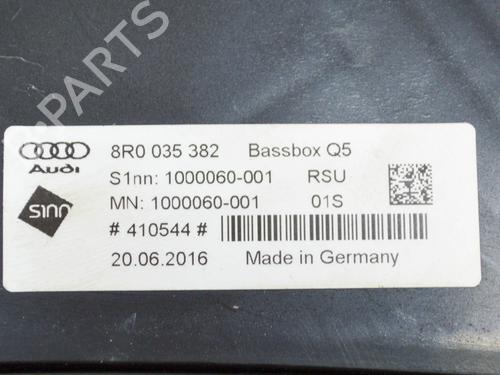 PARTS
8R0 035 382 Bassbox Q5
Audi
S1nn: 1000060-001 RSU
MN: 1000060-001 01S
S1nn
# 410544 #
20.06.2016 Made in Germany